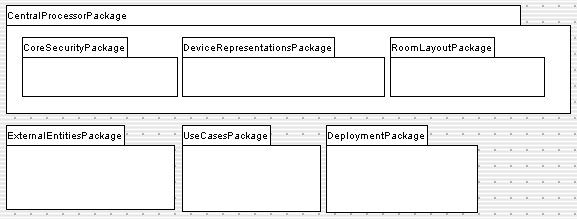 CentralProcessorPackage
CoreSecurityPackage DeviceRepresentationsPackage RoomLayoutPackage
ExternalEntitiesPackage UseCasesPackage DeploymentPackage